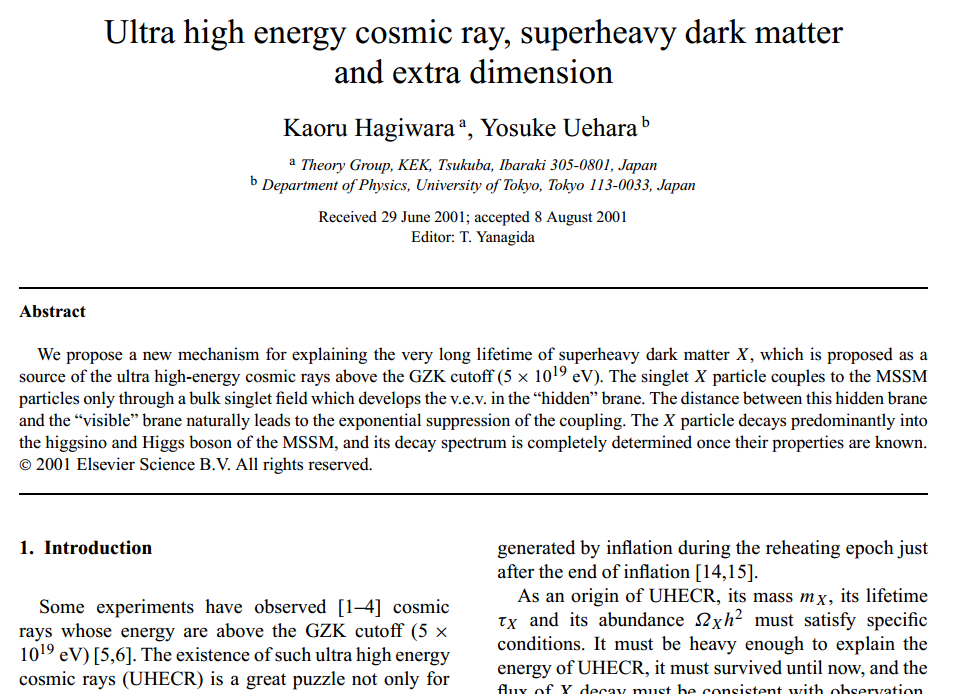 Ultra high energy cosmic ray, superheavy dark matter
and extra dimension
Kaoru Hagiwara ᵃ, Yosuke Uehara ᵇ
ᵃ Theory Group, KEK, Tsukuba, Ibaraki 305-0801, Japan
ᵇ Department of Physics, University of Tokyo, Tokyo 113-0033, Japan
Received 29 June 2001; accepted 8 August 2001
Editor: T. Yanagida
Abstract
We propose a new mechanism for explaining the very long lifetime of superheavy dark matter X, which is proposed as a
source of the ultra high-energy cosmic rays above the GZK cutoff (5 × 10¹⁹ eV). The singlet X particle couples to the MSSM
particles only through a bulk singlet field which develops the v.e.v. in the “hidden” brane. The distance between this hidden brane
and the “visible” brane naturally leads to the exponential suppression of the coupling. The X particle decays predominantly into
the higgsino and Higgs boson of the MSSM, and its decay spectrum is completely determined once their properties are known.
© 2001 Elsevier Science B.V. All rights reserved.
1. Introduction
Some experiments have observed [1–4] cosmic
rays whose energy are above the GZK cutoff (5 ×
10¹⁹ eV) [5,6]. The existence of such ultra high energy
cosmic rays (UHECR) is a great puzzle not only for
generated by inflation during the reheating epoch just
after the end of inflation [14,15].
As an origin of UHECR, its mass m_X, its lifetime
τ_X and its abundance Ω_X h² must satisfy specific
conditions. It must be heavy enough to explain the
energy of UHECR, it must survived until now, and the
flux of X decay must be consistent with observation.